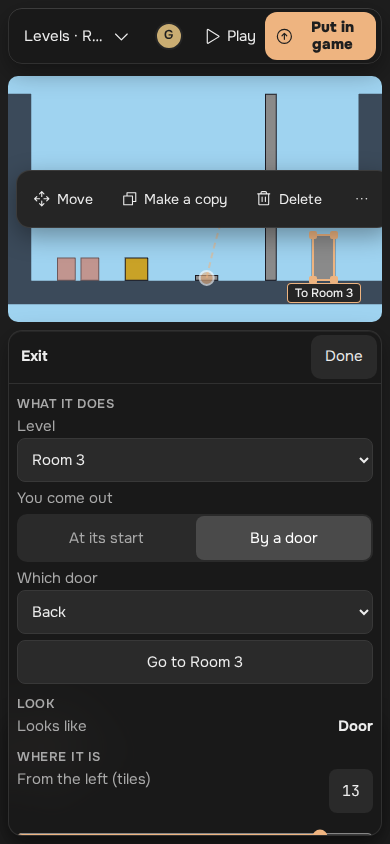 Levels · R...
G
Play
Put in
game
Move
Make a copy
Delete
...
To Room 3
Exit
Done
WHAT IT DOES
Level
Room 3
You come out
At its start
By a door
Which door
Back
Go to Room 3
LOOK
Looks like
Door
WHERE IT IS
From the left (tiles)
13